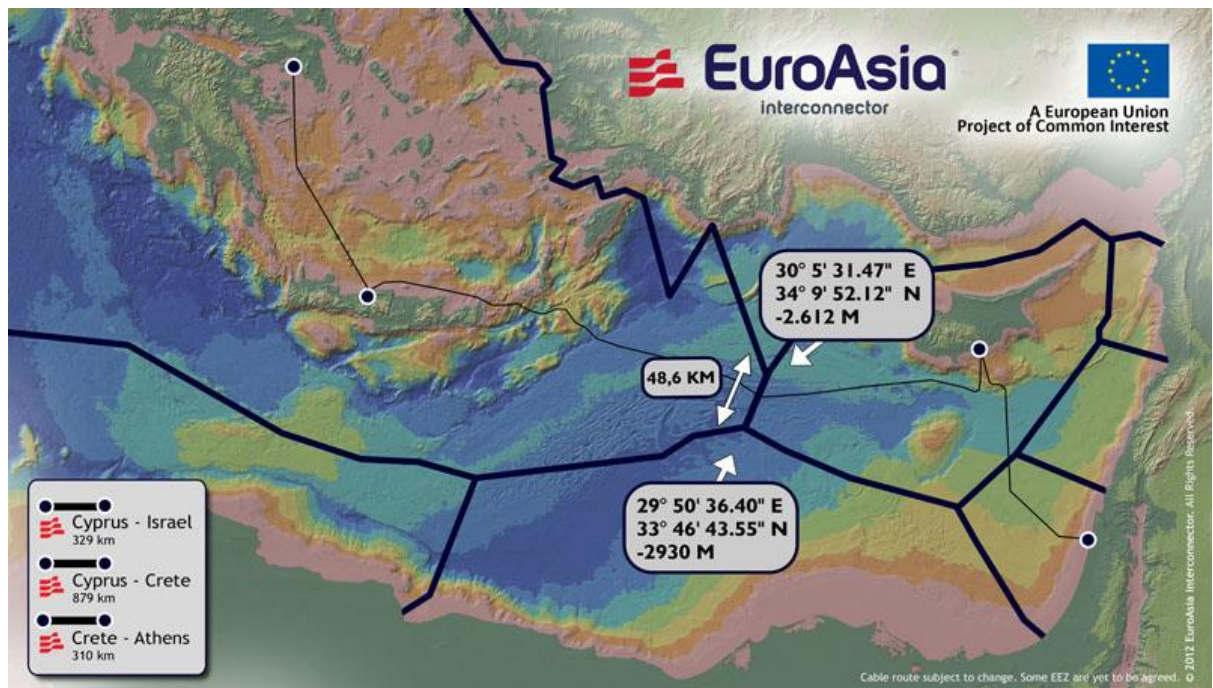 EuroAsia
interconnector
A European Union
Project of Common Interest
30° 5' 31.47" E
34° 9' 52.12" N
-2.612 M
48,6 KM
29° 50' 36.40" E
33° 46' 43.55" N
-2930 M
Cyprus - Israel
329 km
Cyprus - Crete
879 km
Crete - Athens
310 km
Cable route subject to change. Some EEZ are yet to be agreed.
© 2012 EuroAsia Interconnector. All Rights Reserved.